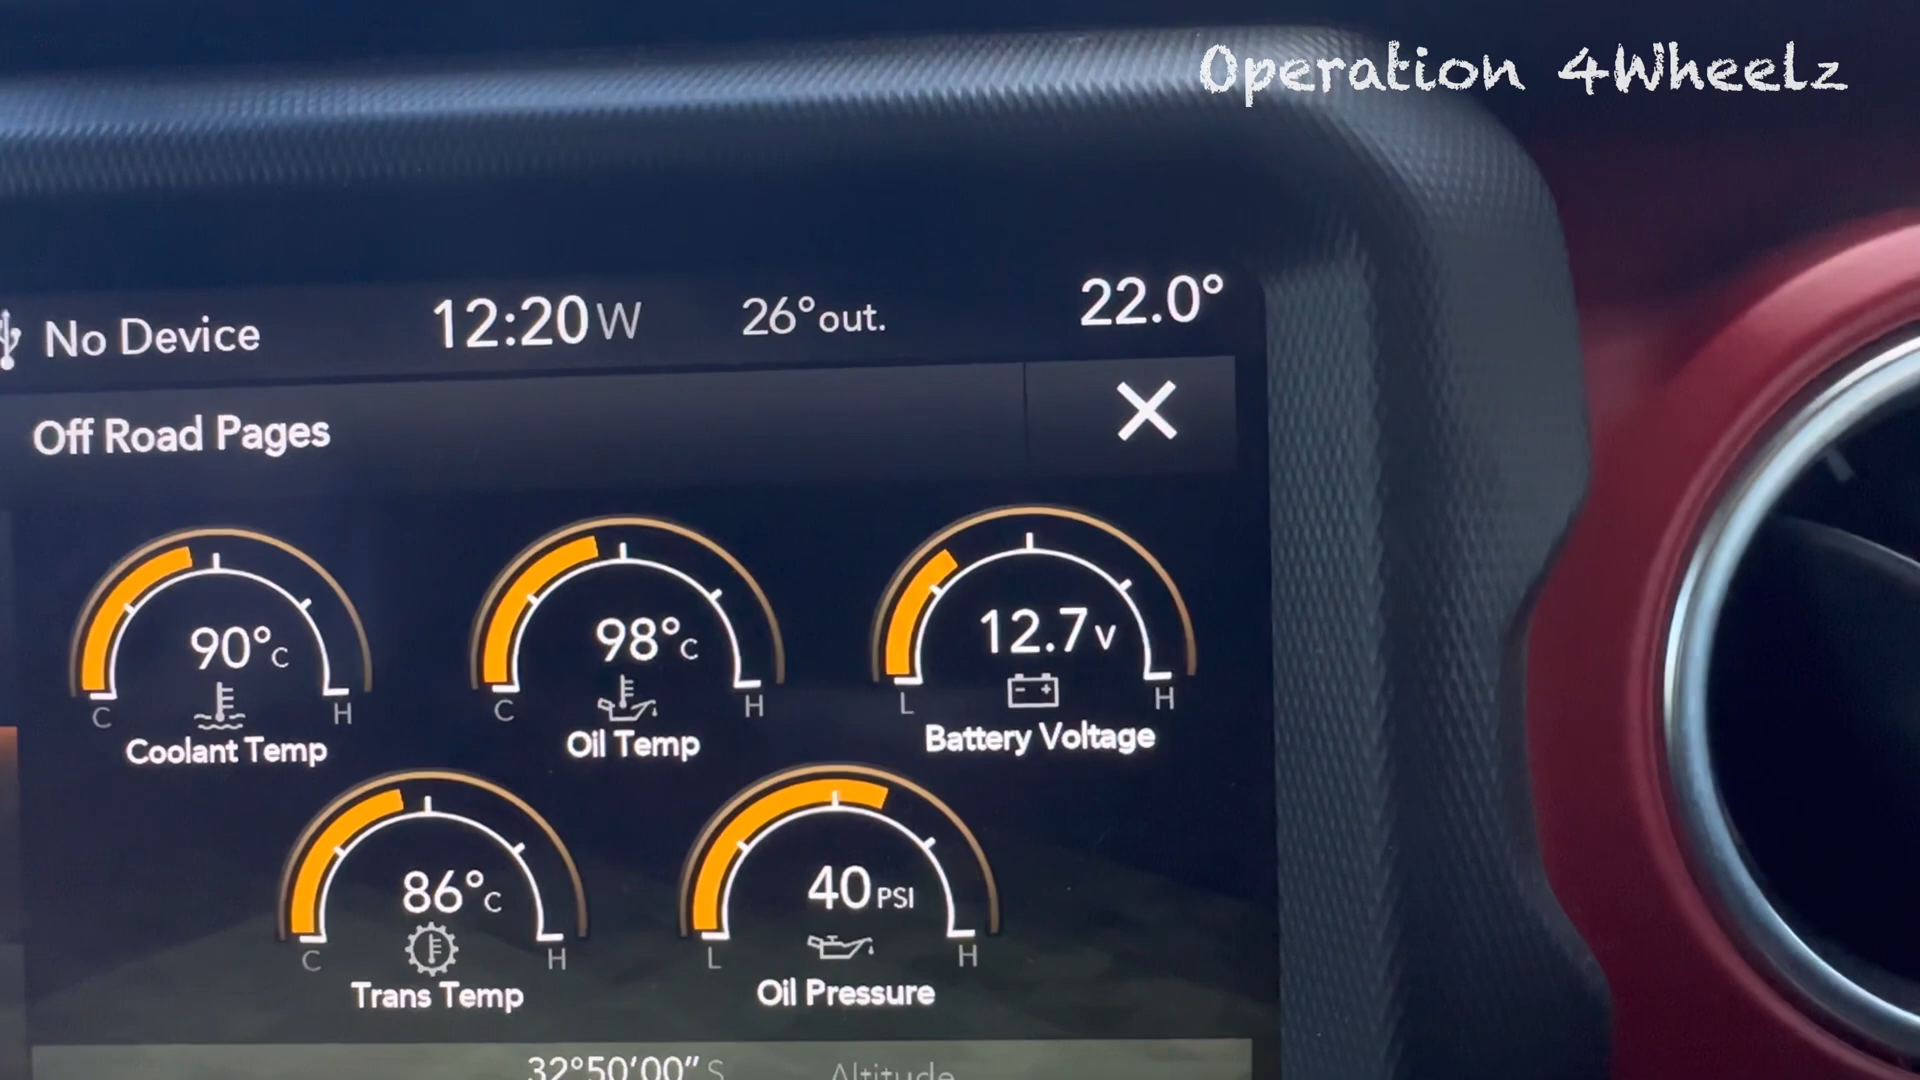 Operation 4Wheelz
No Device 12:20 W 26° out. 22.0°
Off Road Pages
90°C 98°C 12.7 V
C H C H L H
Coolant Temp Oil Temp Battery Voltage
86°C 40 PSI
C H L H
Trans Temp Oil Pressure
32°50'00" S Altitude